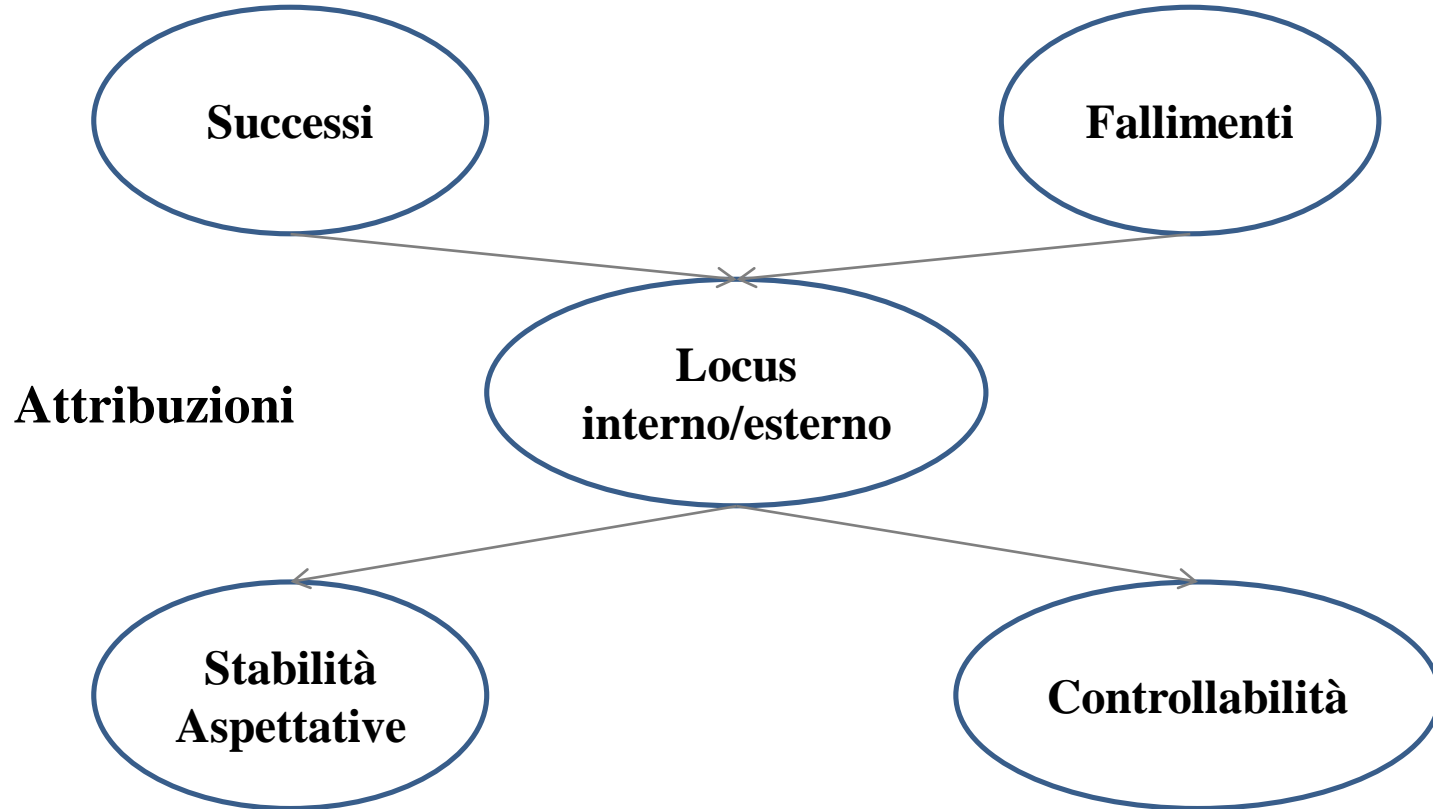 Successi
Fallimenti
Locus
interno/esterno
Attribuzioni
Stabilità
Aspettative
Controllabilità